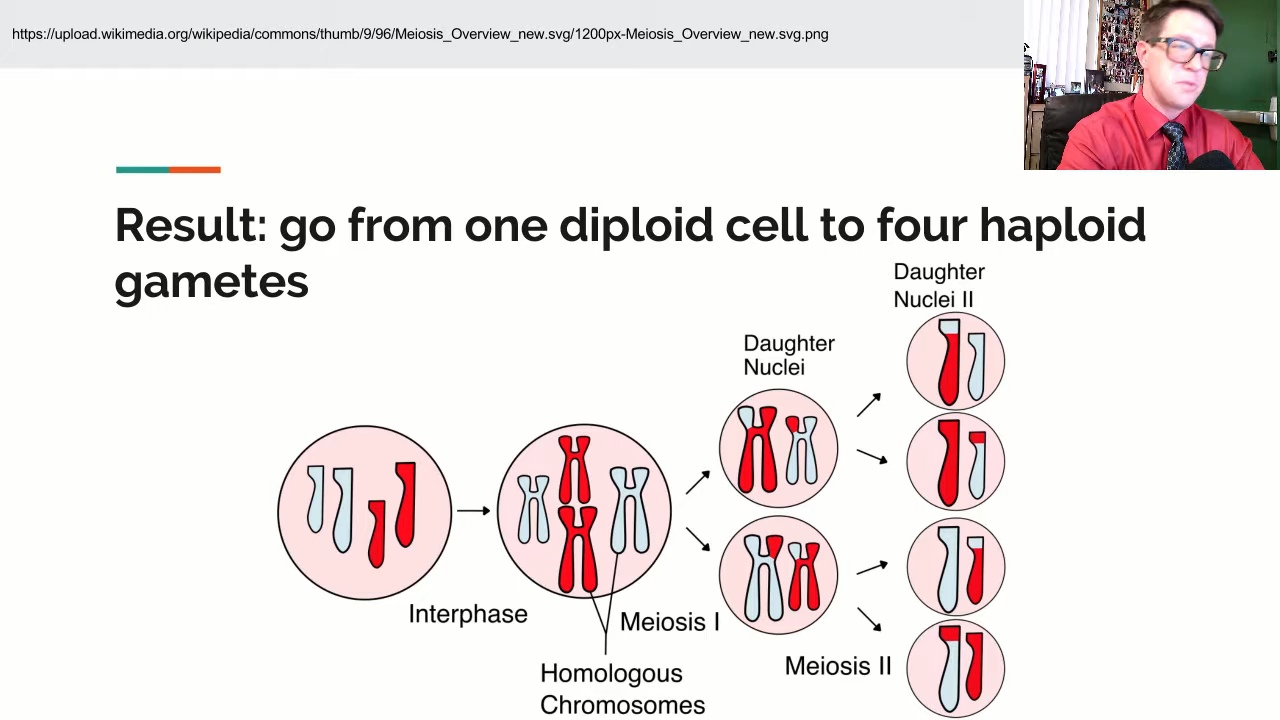 https://upload.wikimedia.org/wikipedia/commons/thumb/9/96/Meiosis_Overview_new.svg/1200px-Meiosis_Overview_new.svg.png
Result: go from one diploid cell to four haploid
gametes
Daughter
Nuclei II
Daughter
Nuclei
Interphase
Meiosis I
Homologous
Chromosomes
Meiosis II